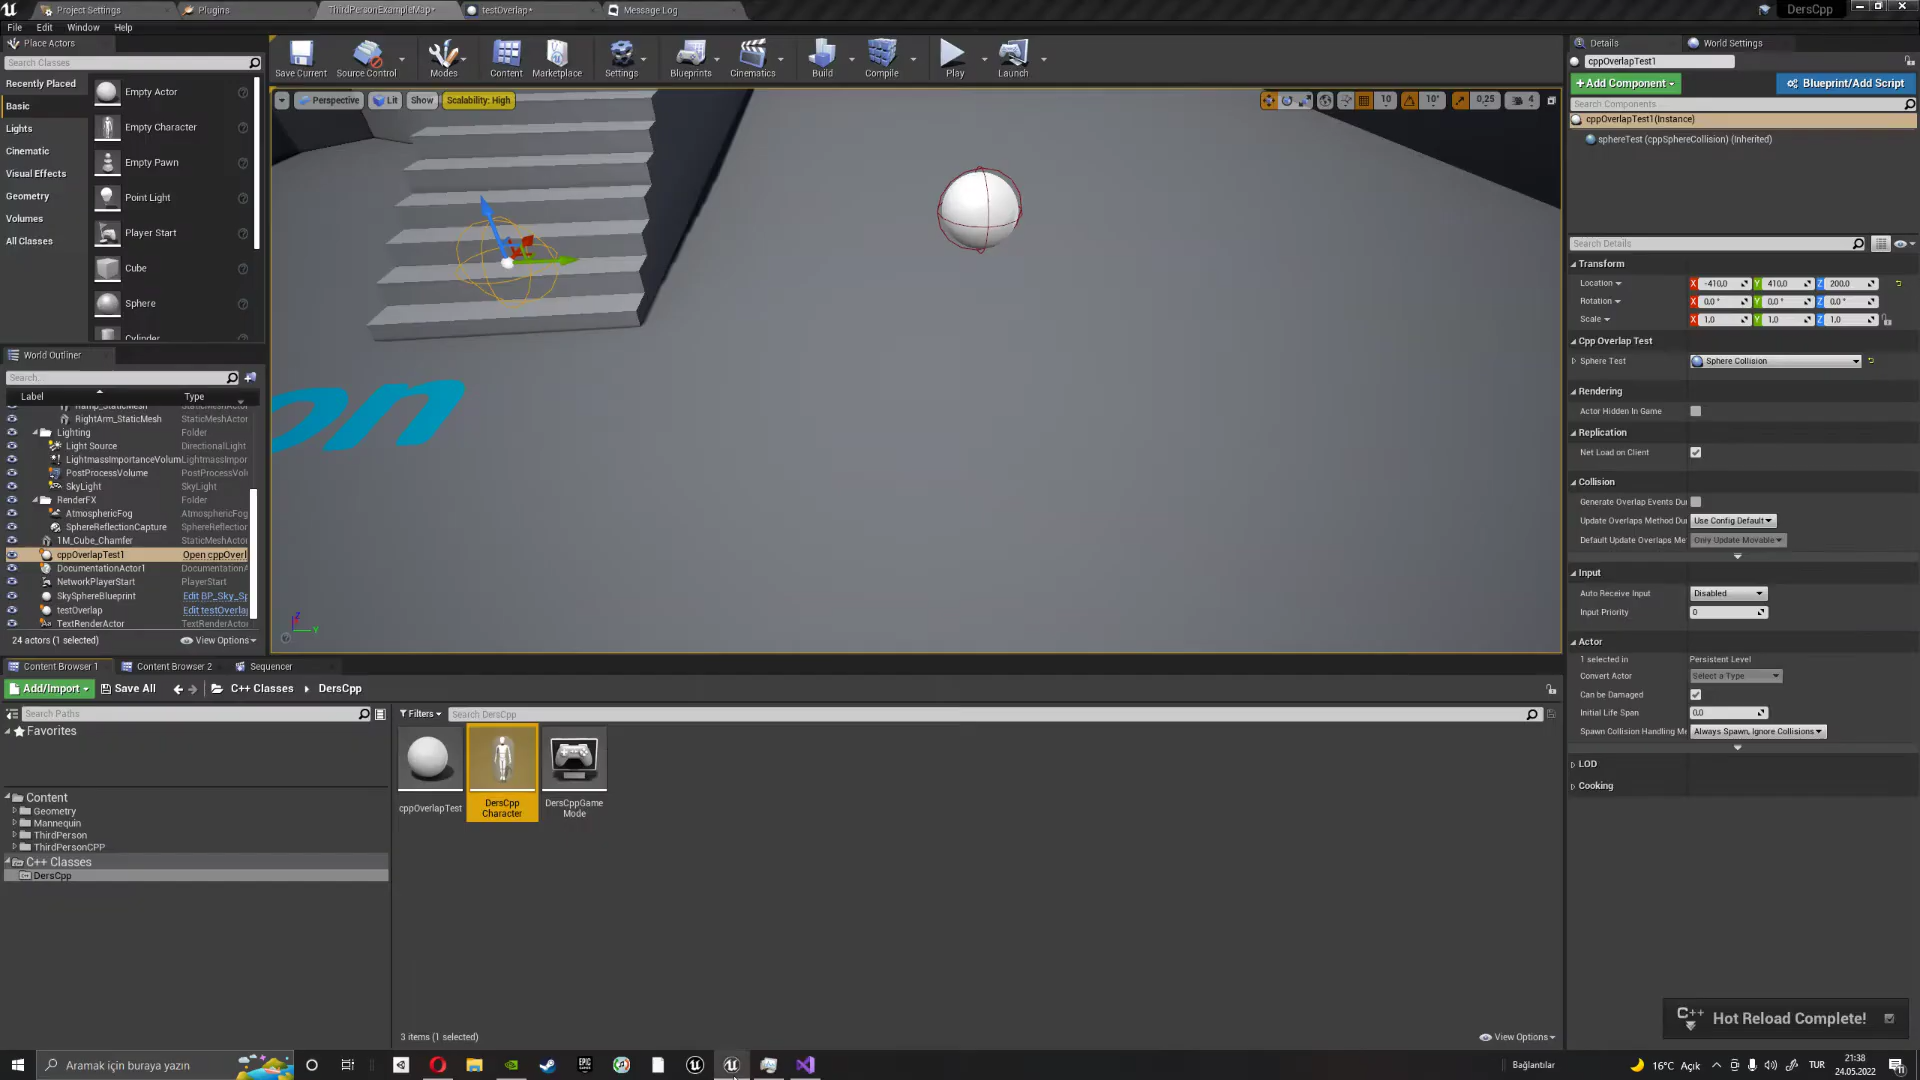 Project Settings
Plugins
ThirdPersonExampleMap*
testOverlap*
Message Log
DersCpp
File Edit Window Help
Place Actors
Search Classes
Recently Placed
Basic
Lights
Cinematic
Visual Effects
Geometry
Volumes
All Classes
Empty Actor
Empty Character
Empty Pawn
Point Light
Player Start
Cube
Sphere
Cylinder
Save Current
Source Control
Modes
Content
Marketplace
Settings
Blueprints
Cinematics
Build
Compile
Play
Launch
Perspective
Lit
Show
Scalability: High
10
10°
0,25
4
on
World Outliner
Search...
Label Type
Ramp_StaticMesh StaticMeshActor
RightArm_StaticMesh StaticMeshActor
Lighting Folder
Light Source DirectionalLight
LightmassImportanceVolum LightmassImpor
PostProcessVolume PostProcessVolu
SkyLight SkyLight
RenderFX Folder
AtmosphericFog AtmosphericFog
SphereReflectionCapture SphereReflection
1M_Cube_Chamfer StaticMeshActor
cppOverlapTest1 Open cppOverl
DocumentationActor1 DocumentationA
NetworkPlayerStart PlayerStart
SkySphereBlueprint Edit BP_Sky_Sp
testOverlap Edit testOverlap
TextRenderActor TextRenderActor
24 actors (1 selected)
View Options
Details
World Settings
cppOverlapTest1
+Add Component
Blueprint/Add Script
Search Components
cppOverlapTest1(Instance)
sphereTest (cppSphereCollision) (Inherited)
Search Details
Transform
Location X -410,0 Y 410,0 Z 200,0
Rotation X 0,0 ° Y 0,0 ° Z 0,0 °
Scale X 1,0 Y 1,0 Z 1,0
Cpp Overlap Test
Sphere Test Sphere Collision
Rendering
Actor Hidden In Game
Replication
Net Load on Client
Collision
Generate Overlap Events Du
Update Overlaps Method Du Use Config Default
Default Update Overlaps Me Only Update Movable
Input
Auto Receive Input Disabled
Input Priority 0
Actor
1 selected in Persistent Level
Convert Actor Select a Type
Can be Damaged
Initial Life Span 0,0
Spawn Collision Handling Me Always Spawn, Ignore Collisions
LOD
Cooking
Content Browser 1
Content Browser 2
Sequencer
Add/Import
Save All
C++ Classes
DersCpp
Search Paths
Filters
Search DersCpp
Favorites
Content
Geometry
Mannequin
ThirdPerson
ThirdPersonCPP
C++ Classes
DersCpp
cppOverlapTest
DersCpp
Character
DersCppGame
Mode
3 items (1 selected)
View Options
C++
Hot Reload Complete!
Aramak için buraya yazın
EPIC
Bağlantılar
16°C Açık
TUR
21:38
24.05.2022